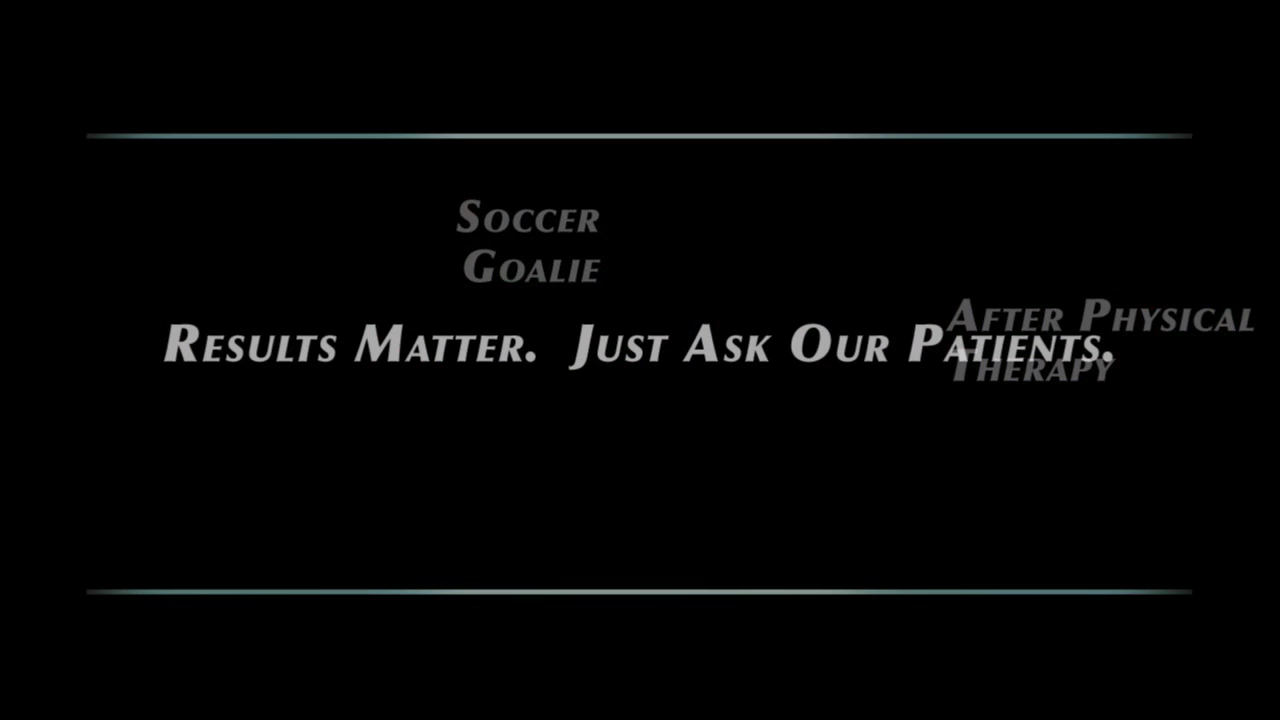 Soccer
Goalie
After Physical
Therapy
Results Matter. Just Ask Our Patients.